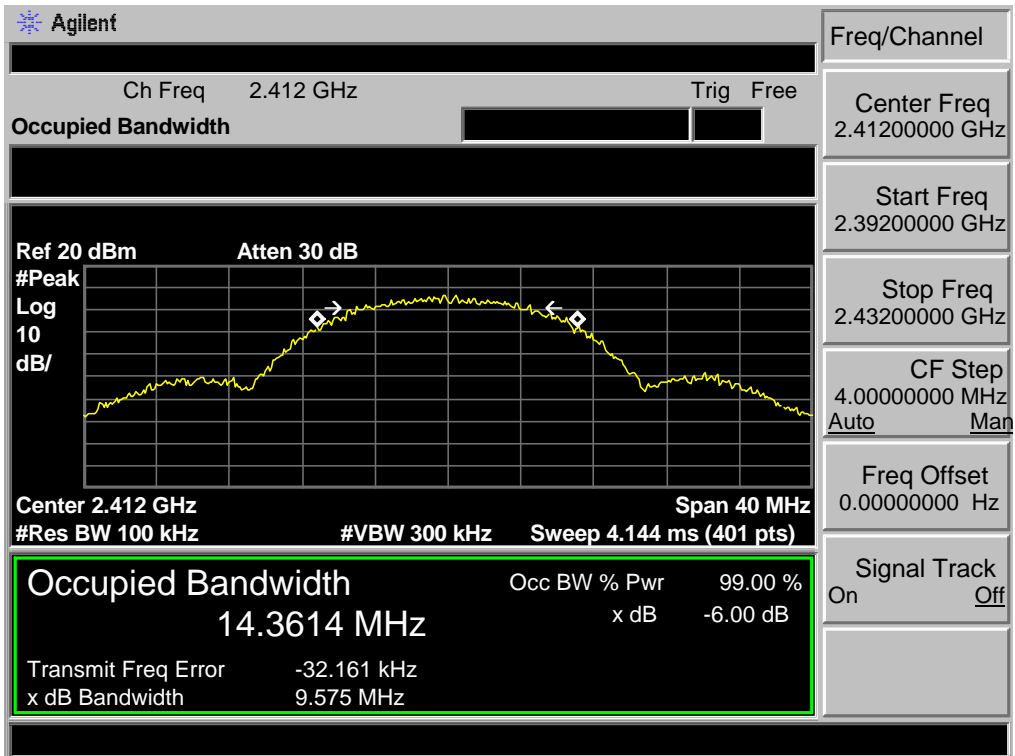 Agilent
Freq/Channel
Ch Freq 2.412 GHz Trig Free
Occupied Bandwidth
Center Freq
2.41200000 GHz
Start Freq
2.39200000 GHz
Stop Freq
2.43200000 GHz
CF Step
4.00000000 MHz
Auto Man
Freq Offset
0.00000000 Hz
Signal Track
On Off
Ref 20 dBm Atten 30 dB
#Peak
Log
10
dB/
Center 2.412 GHz Span 40 MHz
#Res BW 100 kHz #VBW 300 kHz Sweep 4.144 ms (401 pts)
Occupied Bandwidth Occ BW % Pwr 99.00 %
14.3614 MHz x dB -6.00 dB
Transmit Freq Error -32.161 kHz
x dB Bandwidth 9.575 MHz